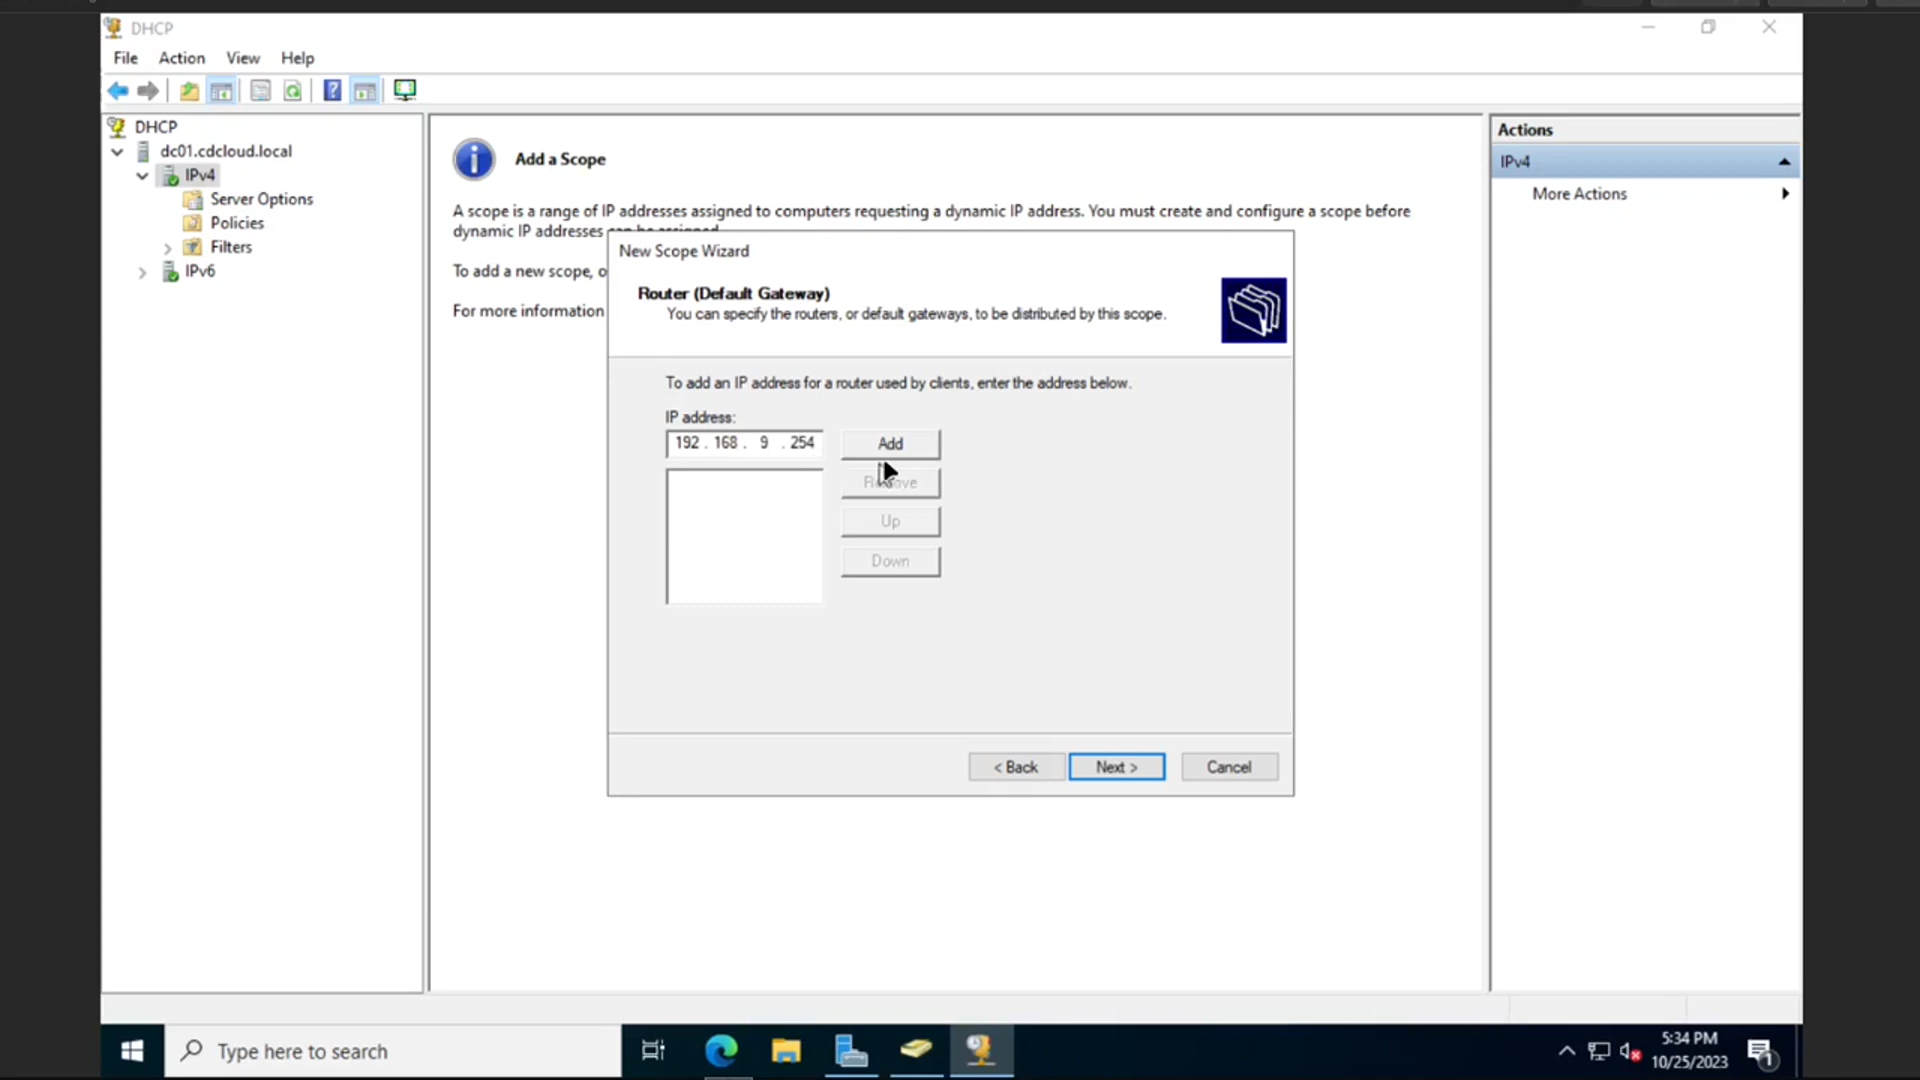 DHCP
File Action View Help
DHCP
dc01.cdcloud.local
IPv4
Server Options
Policies
Filters
IPv6
Add a Scope
A scope is a range of IP addresses assigned to computers requesting a dynamic IP address. You must create and configure a scope before
dynamic IP addresses can be assigned.
To add a new scope, o
For more information
New Scope Wizard
Router (Default Gateway)
You can specify the routers, or default gateways, to be distributed by this scope.
To add an IP address for a router used by clients, enter the address below.
IP address:
192 . 168 . 9 . 254
Add
Remove
Up
Down
< Back Next > Cancel
Actions
IPv4
More Actions
Type here to search
5:34 PM
10/25/2023
1